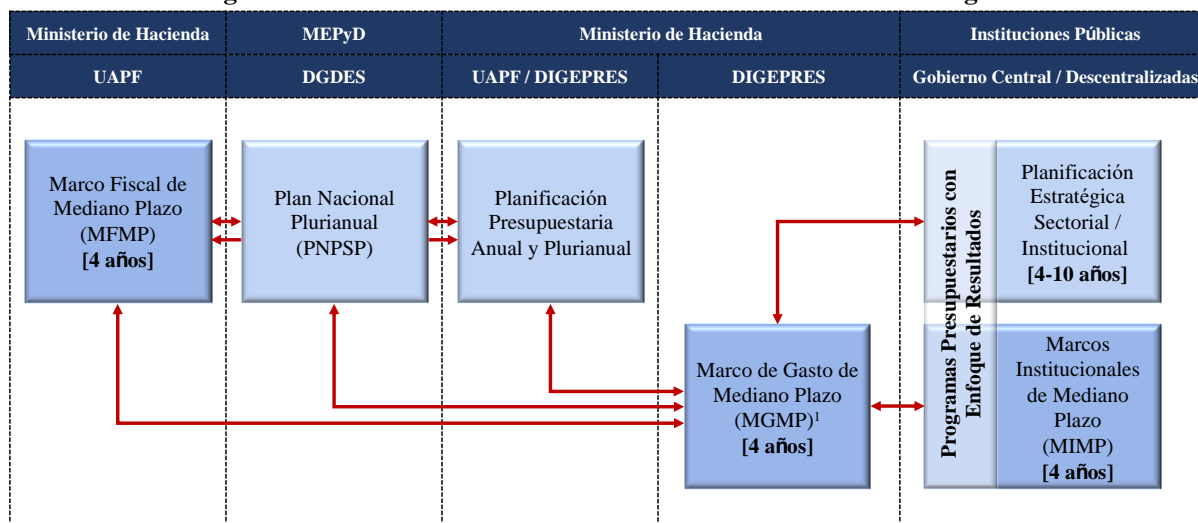 Ministerio de Hacienda
MEPyD
Ministerio de Hacienda
Instituciones Públicas
UAPF
DGDES
UAPF / DIGEPRES
DIGEPRES
Gobierno Central / Descentralizadas
Marco Fiscal de
Mediano Plazo
(MFMP)
[4 años]
Plan Nacional
Plurianual
(PNPSP)
Planificación
Presupuestaria
Anual y Plurianual
Marco de Gasto de
Mediano Plazo
(MGMP)¹
[4 años]
Programas Presupuestarios con
Enfoque de Resultados
Planificación
Estratégica
Sectorial /
Institucional
[4-10 años]
Marcos
Institucionales
de Mediano
Plazo
(MIMP)
[4 años]